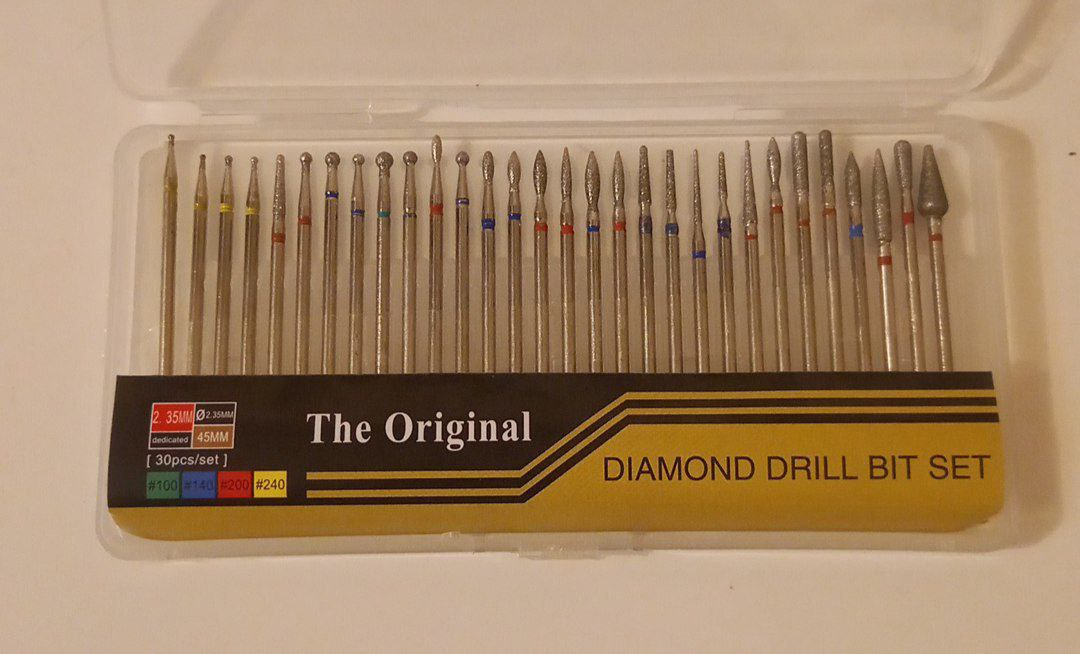 2. 35MM Ø2.35MM
dedicated 45MM
[ 30pcs/set ]
#100 #140 #200 #240
The Original
DIAMOND DRILL BIT SET